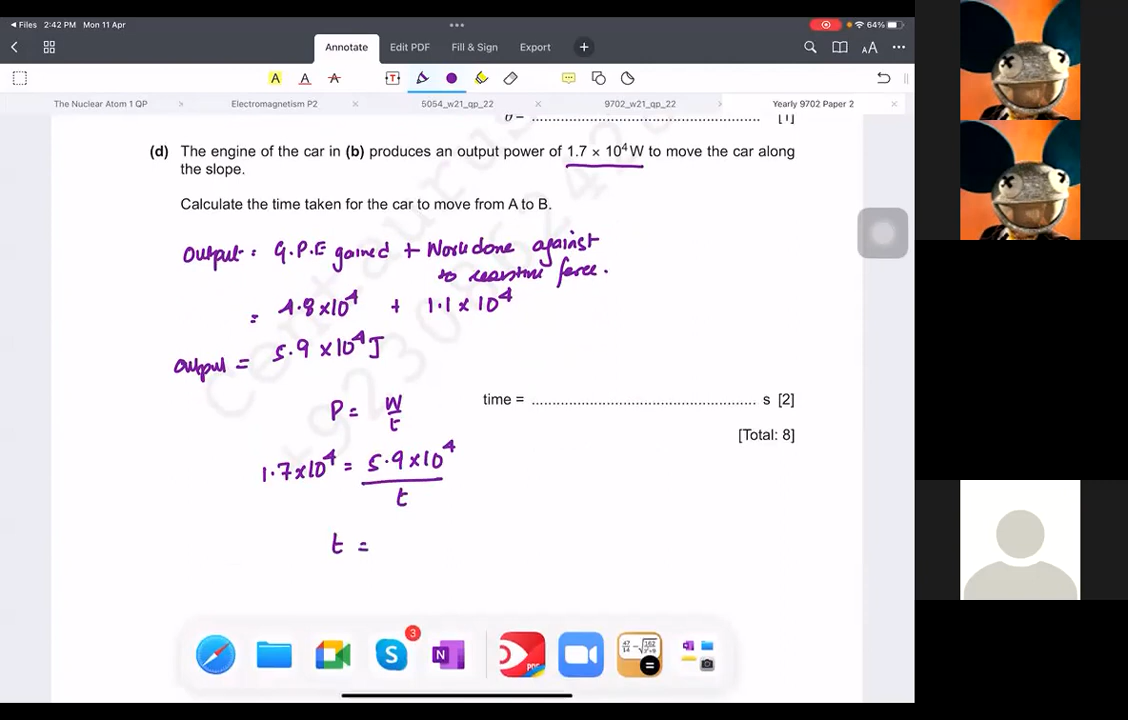 Files 2:42 PM Mon 11 Apr 64%
Annotate Edit PDF Fill & Sign Export
A A A T
The Nuclear Atom 1 QP Electromagnetism P2 5054_w21_qp_22 9702_w21_qp_22 Yearly 9702 Paper 2
θ = [1]
(d) The engine of the car in (b) produces an output power of 1.7 × 10⁴ W to move the car along
the slope.
Calculate the time taken for the car to move from A to B.
Output = G.P.E gained + Work done against
to resistive force.
= 4.8 × 10⁴ + 1.1 × 10⁴
Output = 5.9 × 10⁴ J
P = W/t
time = s [2]
[Total: 8]
1.7 × 10⁴ = 5.9 × 10⁴ / t
t =
3